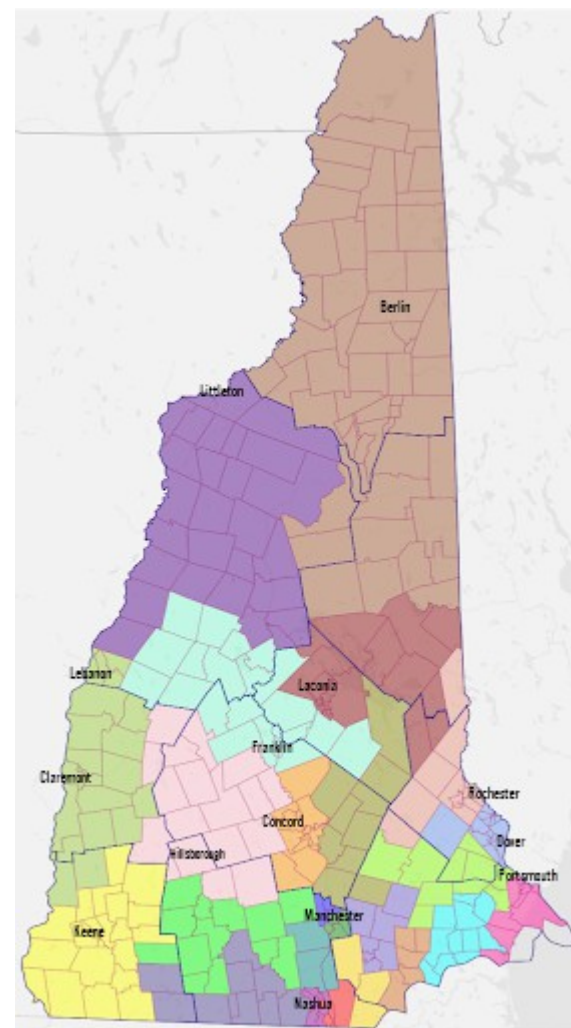 Berlin
Littleton
Lebanon
Laconia
Franklin
Claremont
Rochester
Concord
Dover
Hillsborough
Portsmouth
Manchester
Keene
Nashua